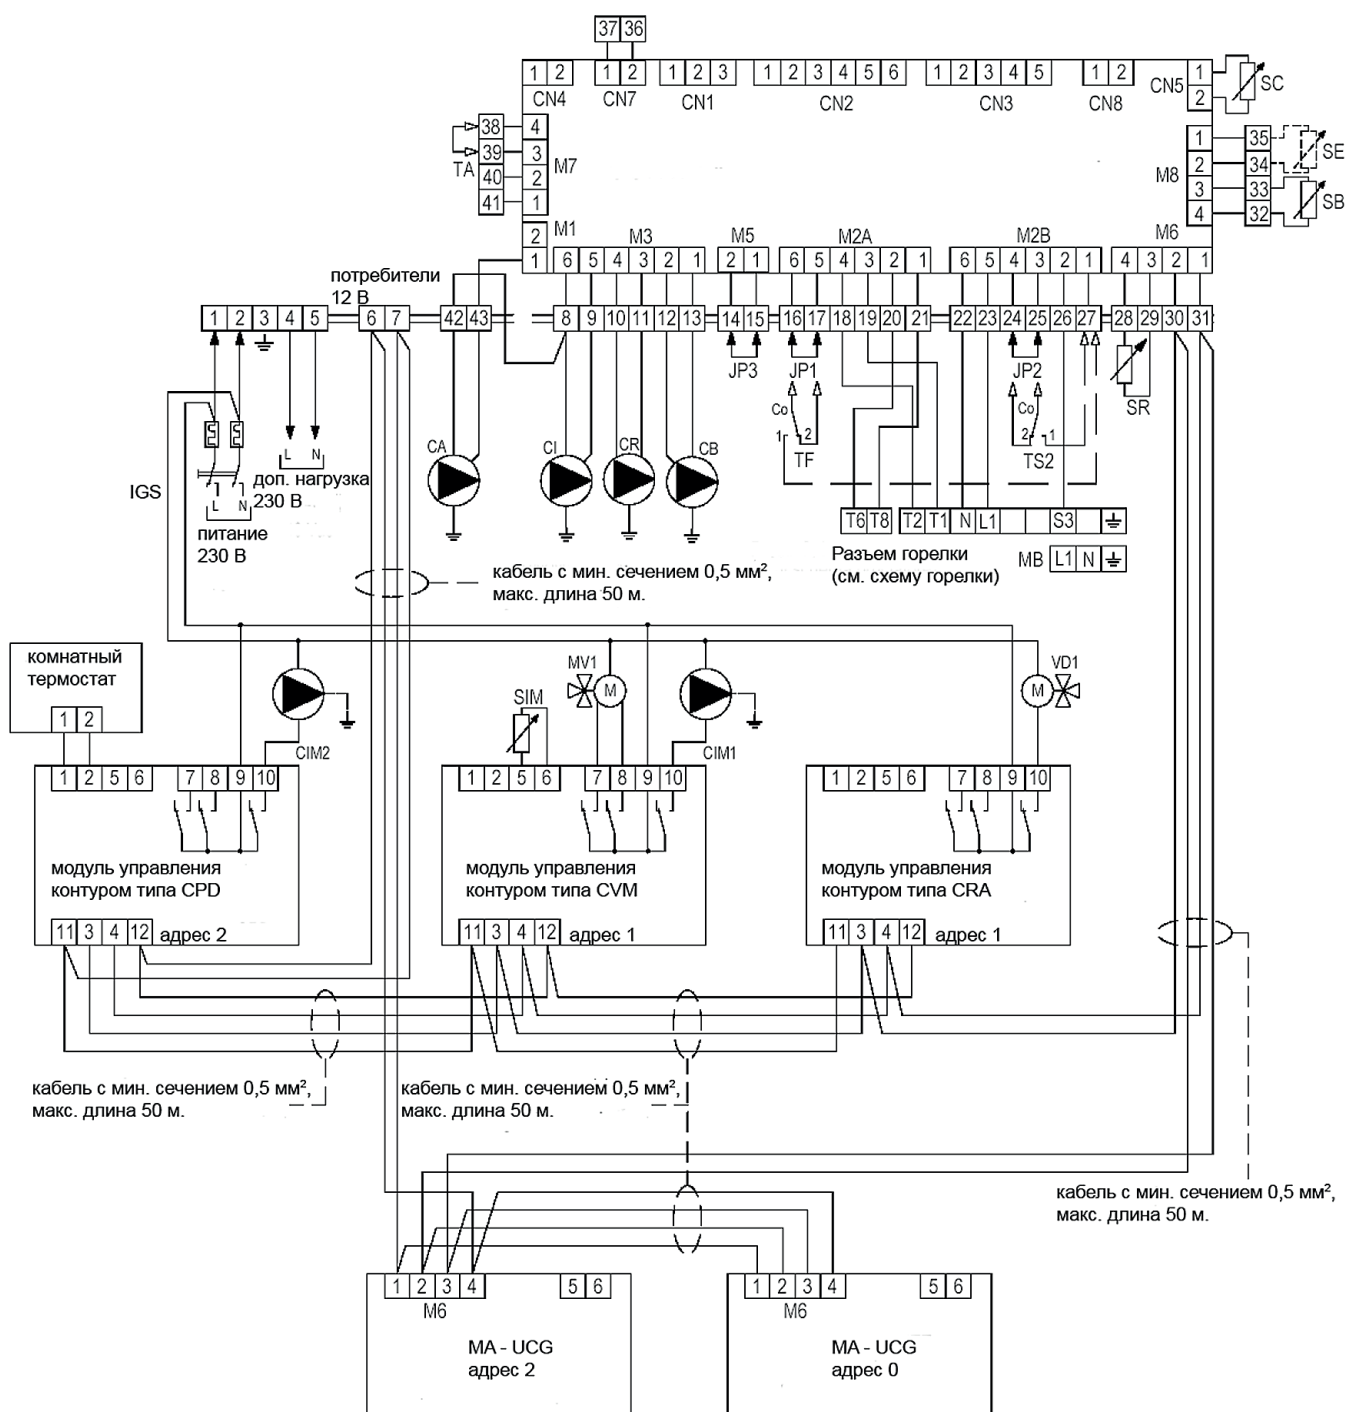 37 36
1 2 1 2 1 2 3 1 2 3 4 5 6 1 2 3 4 5 1 2 1
CN4 CN7 CN1 CN2 CN3 CN8 CN5 2 SC
38 4
39 3
TA 40 2 M7
41 1
1 35 SE
2 34
M8 3 33 SB
4 32
2 M1
M3 M5 M2A M2B M6
1 6 5 4 3 2 1 2 1 6 5 4 3 2 1 6 5 4 3 2 1 4 3 2 1
потребители
12 В
1 2 3 4 5 6 7 42 43 8 9 10 11 12 13 14 15 16 17 18 19 20 21 22 23 24 25 26 27 28 29 30 31
JP3 JP1 JP2 SR
Co Co
1 2 2 1
TF TS2
CA CI CR CB
L N
IGS
доп. нагрузка
230 В
L N
питание
230 В
T6 T8 T2 T1 N L1 S3
Разъем горелки
(см. схему горелки)
MB L1 N
кабель с мин. сечением 0,5 мм²,
макс. длина 50 м.
комнатный
термостат
1 2
MV1 M
SIM
VD1
M
CIM2 CIM1
1 2 5 6 7 8 9 10
1 2 5 6 7 8 9 10
1 2 5 6 7 8 9 10
модуль управления
контуром типа CPD
модуль управления
контуром типа CVM
модуль управления
контуром типа CRA
11 3 4 12 адрес 2
11 3 4 12 адрес 1
11 3 4 12 адрес 1
кабель с мин. сечением 0,5 мм²,
макс. длина 50 м.
кабель с мин. сечением 0,5 мм²,
макс. длина 50 м.
кабель с мин. сечением 0,5 мм²,
макс. длина 50 м.
1 2 3 4 5 6
M6
MA - UCG
адрес 2
1 2 3 4 5 6
M6
MA - UCG
адрес 0